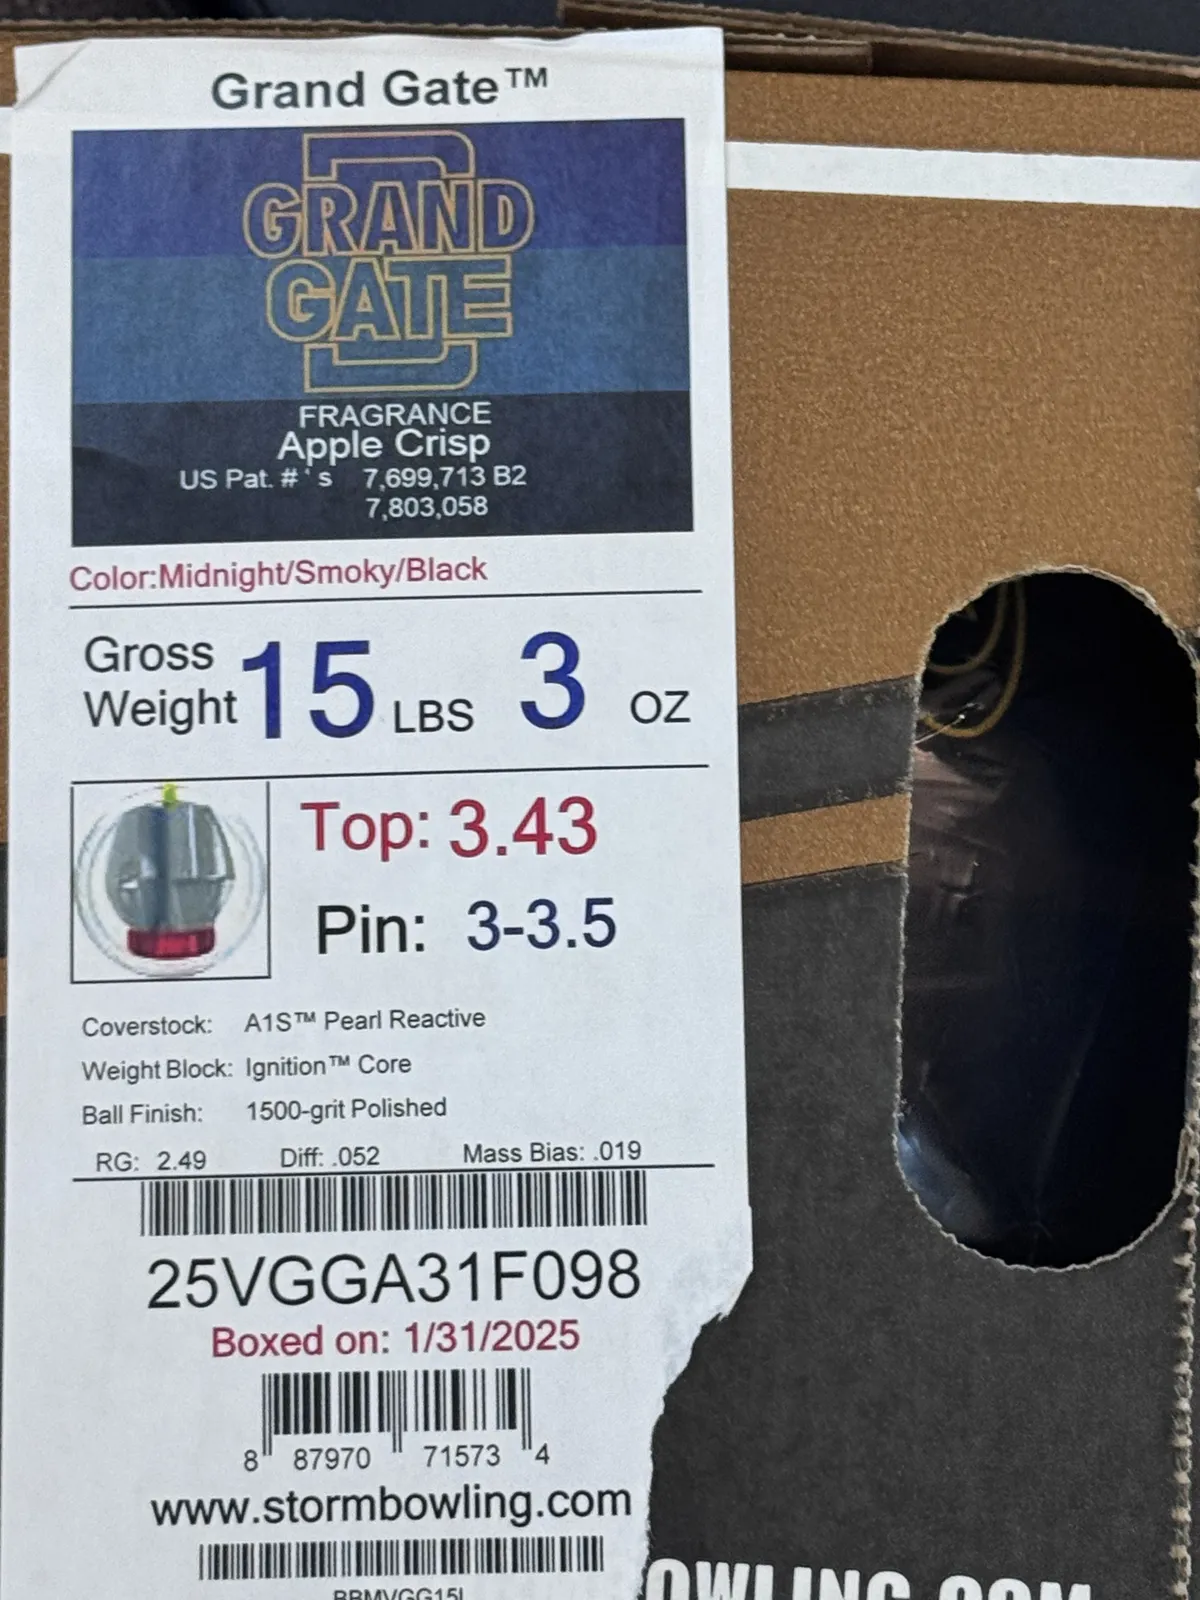 Grand Gate™
GRAND
GATE
FRAGRANCE
Apple Crisp
US Pat. #'s 7,699,713 B2
7,803,058
Color:Midnight/Smoky/Black
Gross
Weight 15 LBS 3 OZ
Top: 3.43
Pin: 3-3.5
Coverstock: A1S™ Pearl Reactive
Weight Block: Ignition™ Core
Ball Finish: 1500-grit Polished
RG: 2.49 Diff: .052 Mass Bias: .019
25VGGA31F098
Boxed on: 1/31/2025
8 87970 71573 4
www.stormbowling.com
BBMVGG15L
OWLING.COM